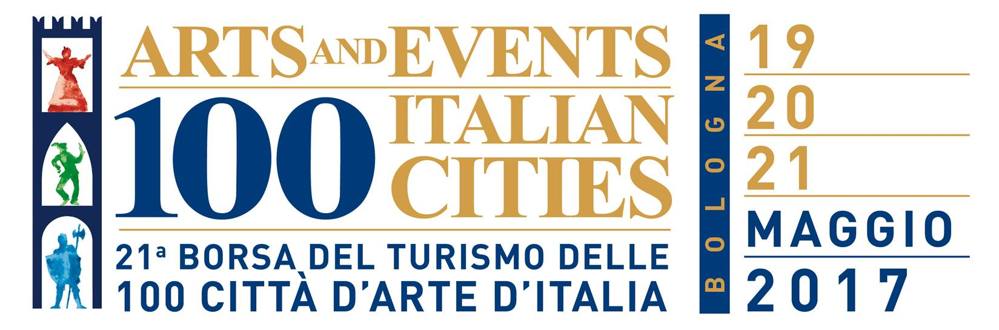 ARTS AND EVENTS
100 ITALIAN
CITIES
21ª BORSA DEL TURISMO DELLE
100 CITTÀ D'ARTE D'ITALIA
BOLOGNA
19
20
21
MAGGIO
2017